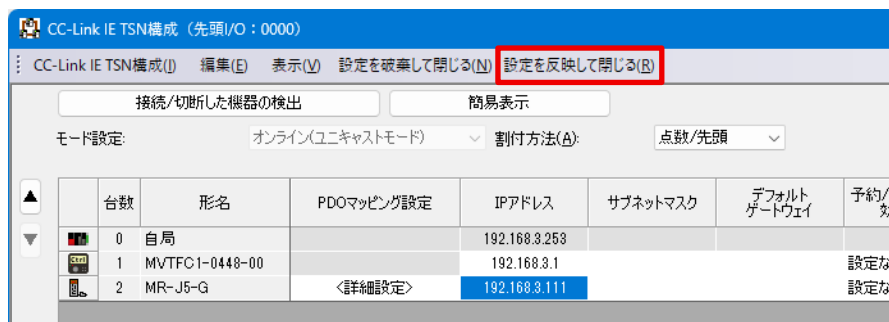 CC-Link IE TSN構成（先頭I/O：0000）
CC-Link IE TSN構成(I) 編集(E) 表示(V) 設定を破棄して閉じる(N) 設定を反映して閉じる(R)
接続/切断した機器の検出 簡易表示
モード設定: オンライン(ユニキャストモード) 割付方法(A): 点数/先頭
台数 形名 PDOマッピング設定 IPアドレス サブネットマスク デフォルト 予約/
ゲートウェイ
0 自局 192.168.3.253
1 MVTFC1-0448-00 192.168.3.1 設定な
2 MR-J5-G <詳細設定> 192.168.3.111 設定な